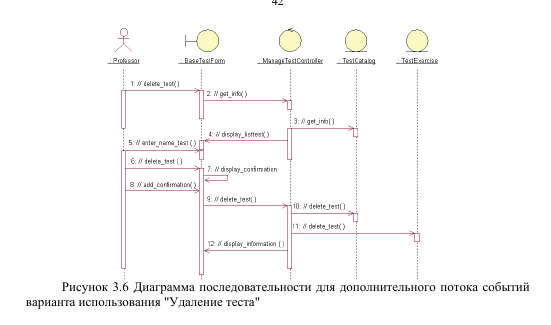 42
: Professor
: BaseTestForm
: ManageTestController
: TestCatalog
: TestExercise
1: // delete_test( )
2: // get_info( )
3: // get_info( )
4: // display_listtest( )
5: // enter_name_test ( )
6: // delete_test ( )
7: // display_confirmation
8: // add_confirmation( )
9: // delete_test( )
10: // delete_test( )
11: // delete_test( )
12: // display_information ( )
Рисунок 3.6 Диаграмма последовательности для дополнительного потока событий
варианта использования "Удаление теста"